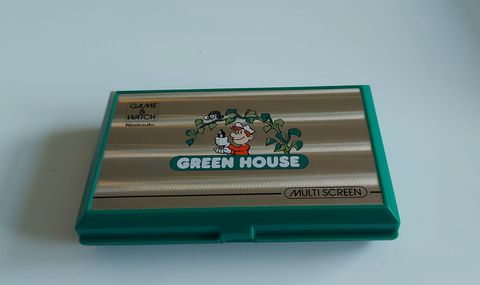 GAME
&
WATCH
Nintendo
GREEN HOUSE
MULTI SCREEN